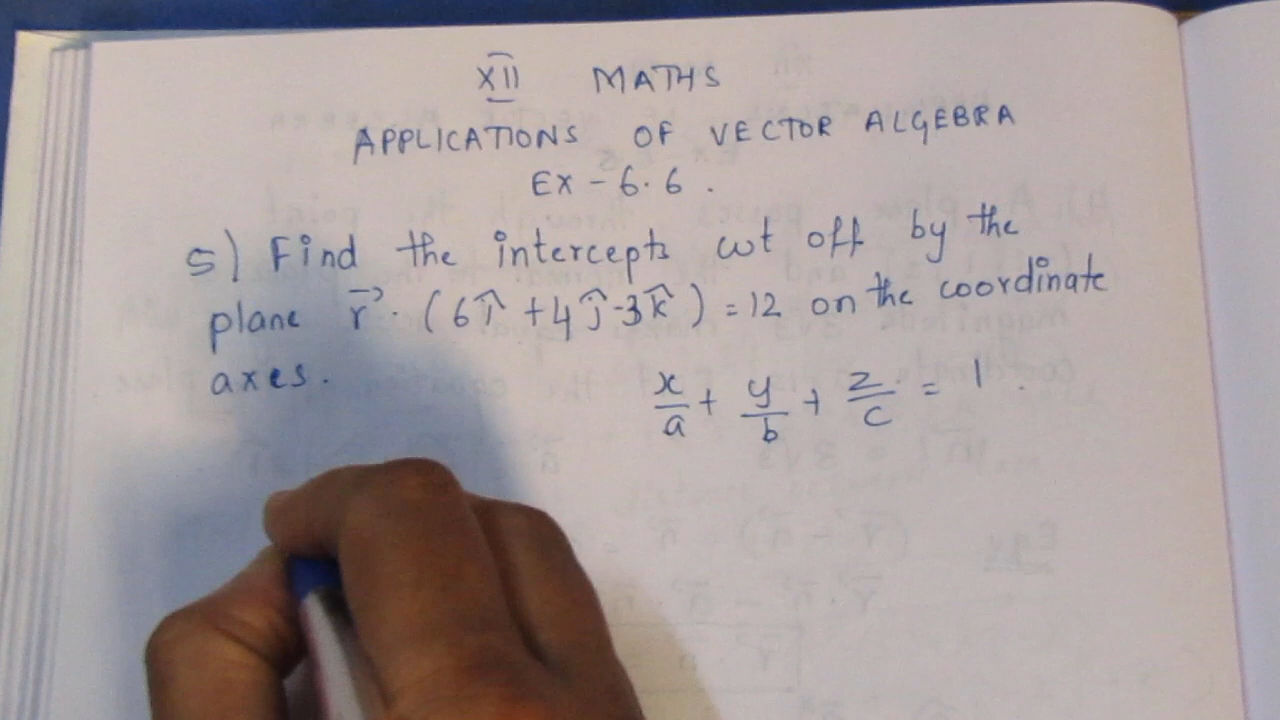 XII MATHS
APPLICATIONS OF VECTOR ALGEBRA
EX - 6.6.
5) Find the intercepts cut off by the
plane r⃗ · (6î + 4ĵ - 3k̂) = 12 on the coordinate
axes.
x/a + y/b + z/c = 1.